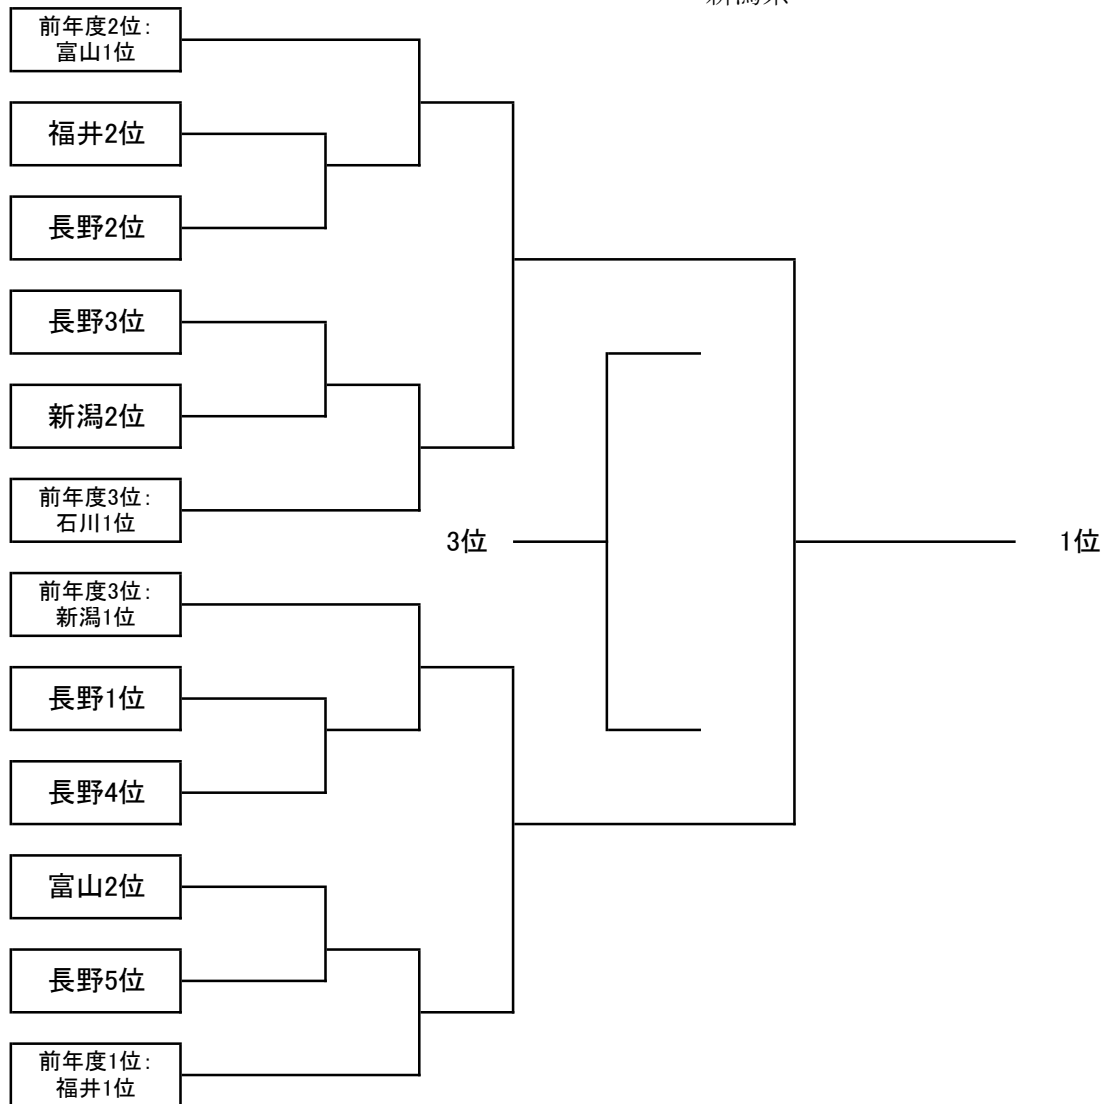 前年度2位：
富山1位
福井2位
長野2位
長野3位
新潟2位
前年度3位：
石川1位
3位
1位
前年度3位：
新潟1位
長野1位
長野4位
富山2位
長野5位
前年度1位：
福井1位